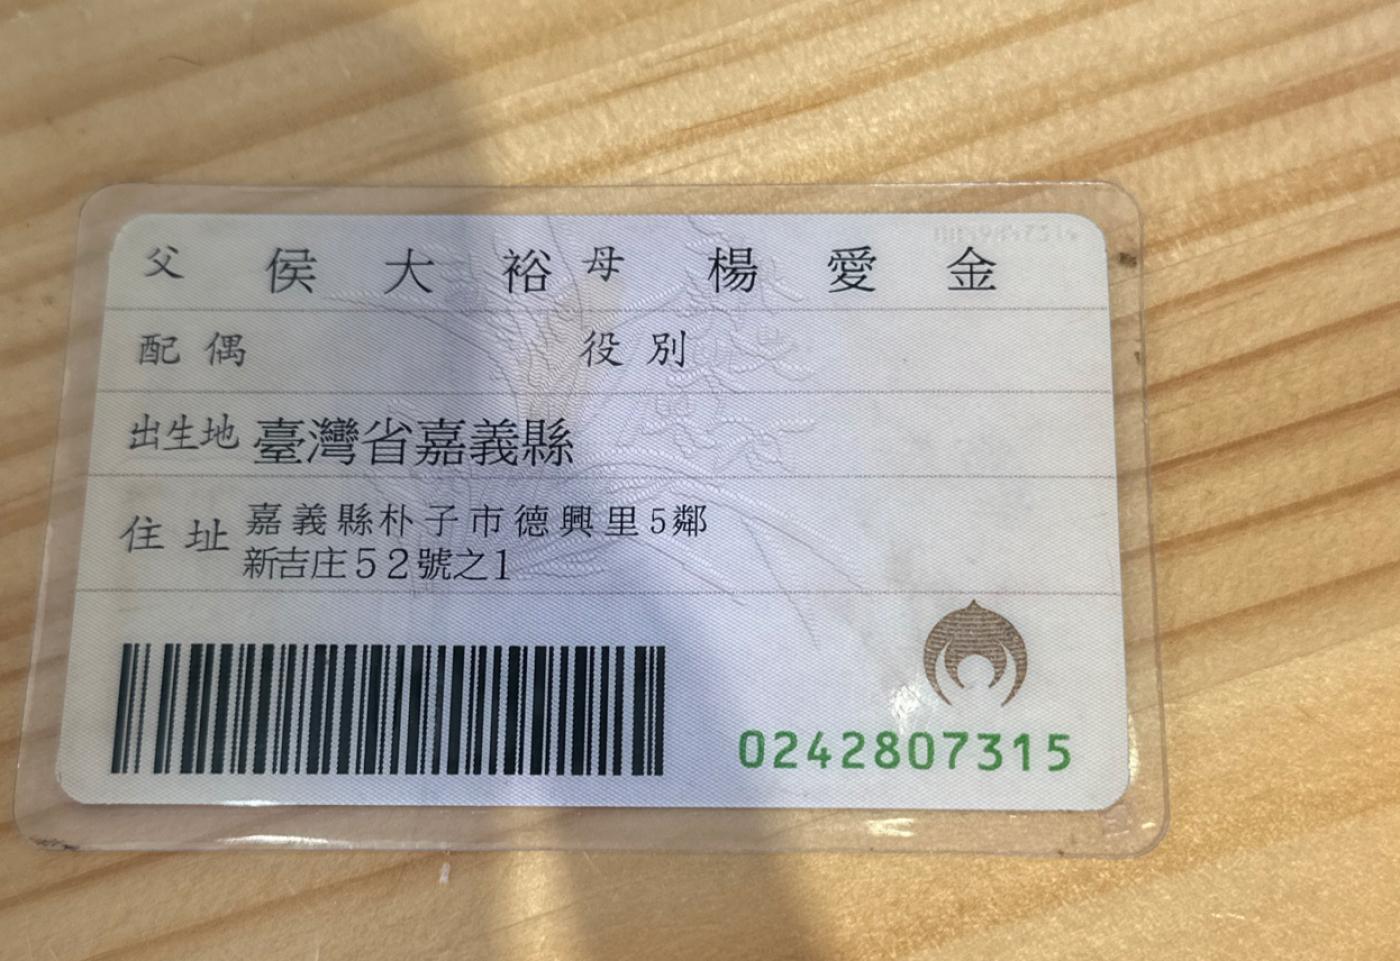 父 侯大裕 母 楊愛金
配偶 役別
出生地 臺灣省嘉義縣
住址 嘉義縣朴子市德興里5鄰
新吉庄52號之1
0242807315